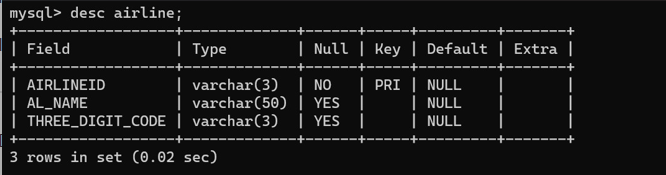 mysql> desc airline;
+------------------+-------------+------+-----+---------+-------+
| Field            | Type        | Null | Key | Default | Extra |
+------------------+-------------+------+-----+---------+-------+
| AIRLINEID        | varchar(3)  | NO   | PRI | NULL    |       |
| AL_NAME          | varchar(50) | YES  |     | NULL    |       |
| THREE_DIGIT_CODE | varchar(3)  | YES  |     | NULL    |       |
+------------------+-------------+------+-----+---------+-------+
3 rows in set (0.02 sec)